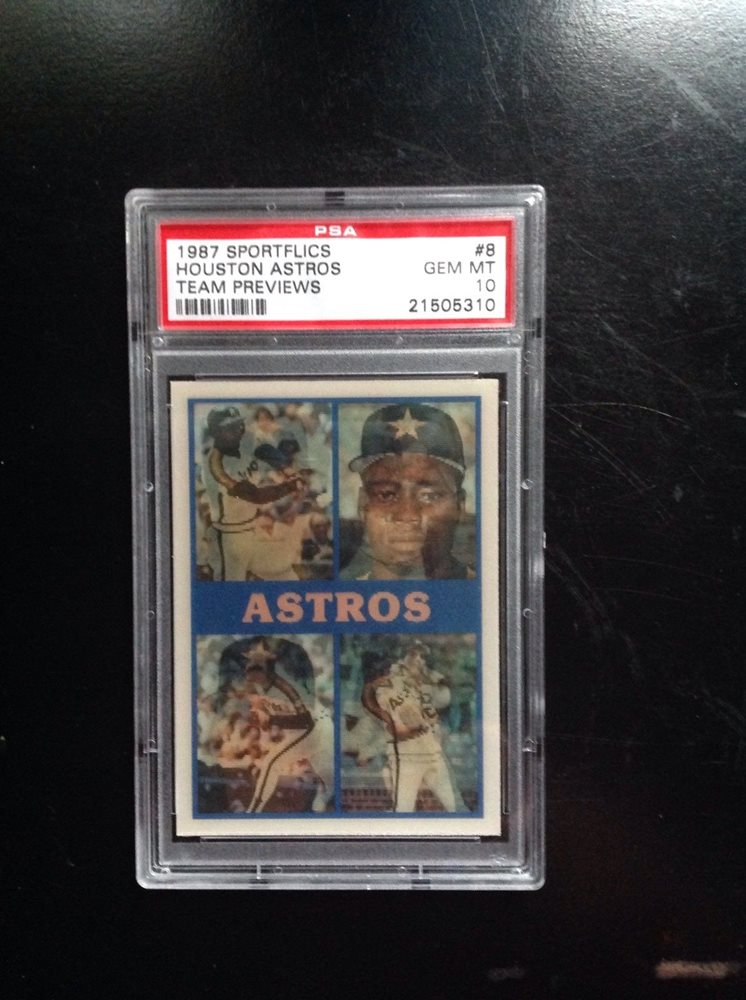 PSA
1987 SPORTFLICS #8
HOUSTON ASTROS GEM MT
TEAM PREVIEWS 10
21505310
ASTROS